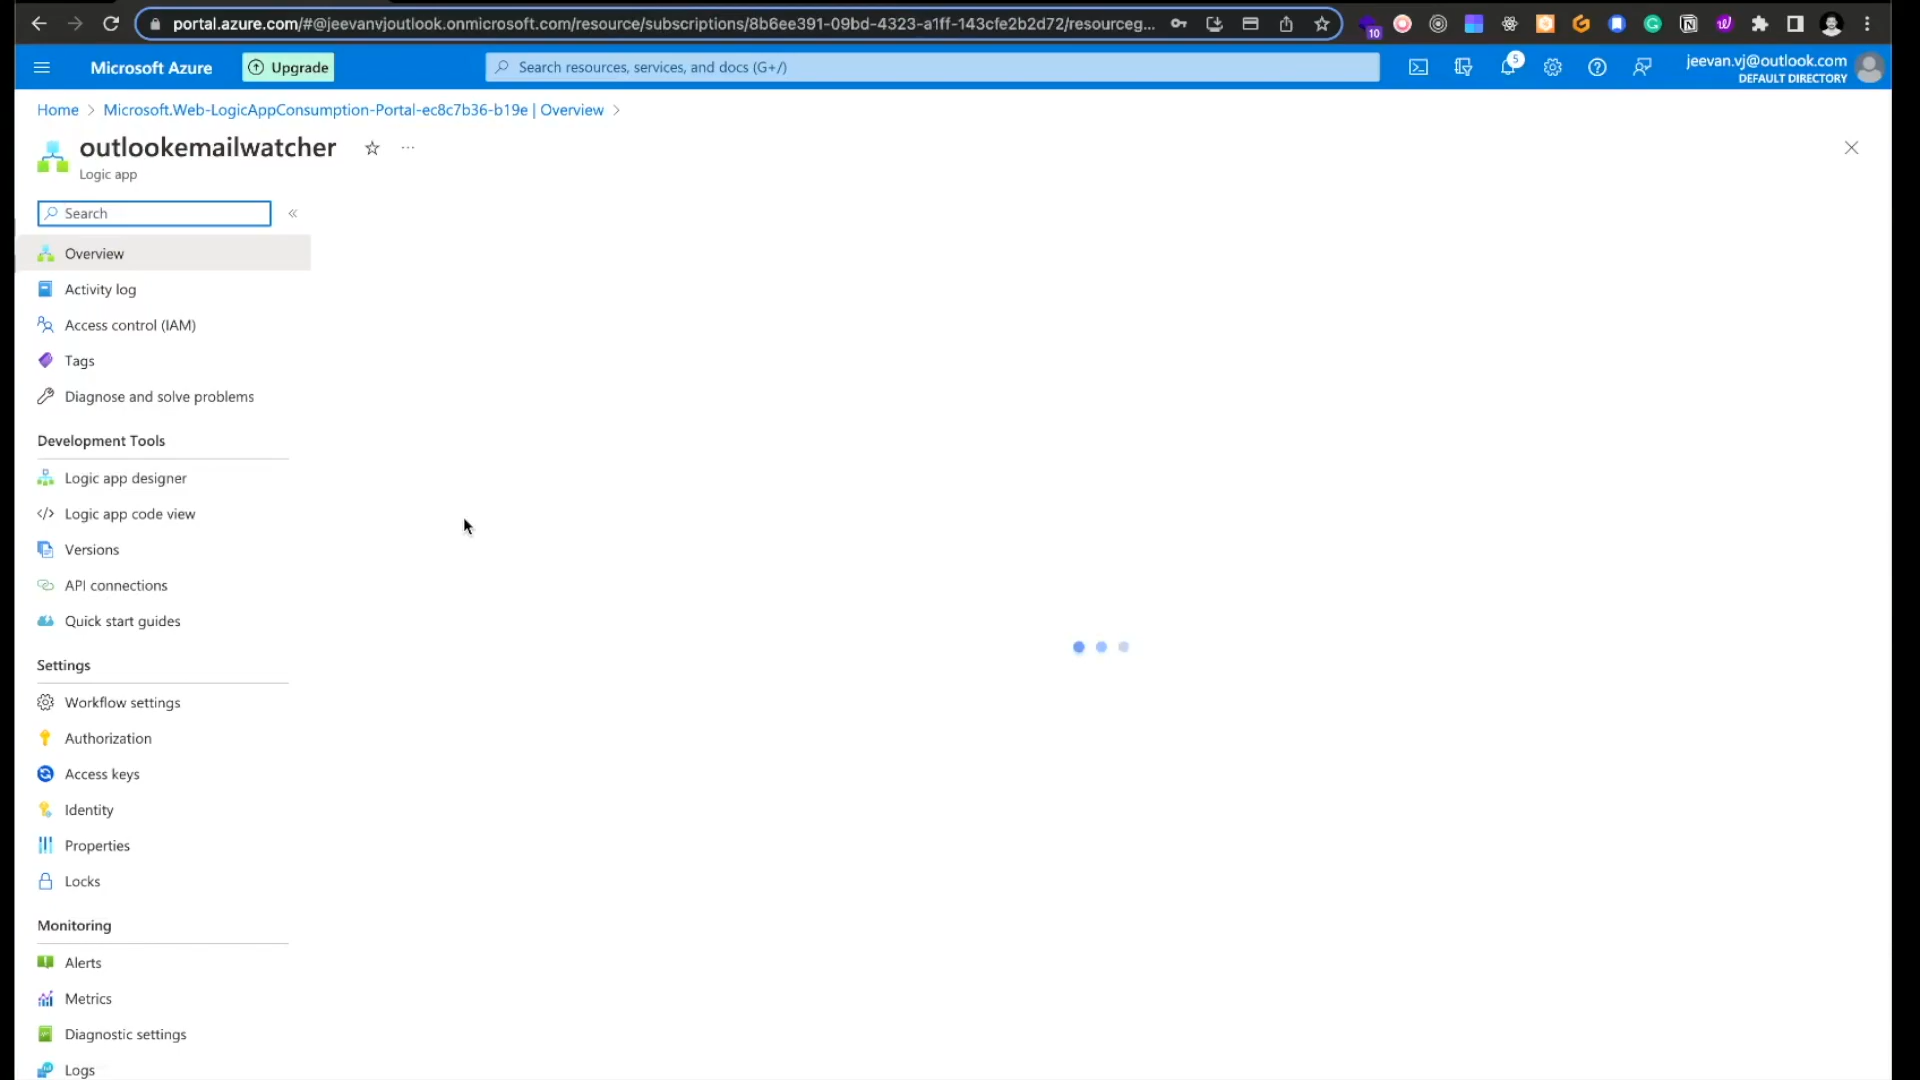 portal.azure.com/#@jeevanvjoutlook.onmicrosoft.com/resource/subscriptions/8b6ee391-09bd-4323-a1ff-143cfe2b2d72/resourceg...
10
Microsoft Azure
Upgrade
Search resources, services, and docs (G+/)
5
jeevan.vj@outlook.com
DEFAULT DIRECTORY
Home > Microsoft.Web-LogicAppConsumption-Portal-ec8c7b36-b19e | Overview >
outlookemailwatcher
Logic app
Search
Overview
Activity log
Access control (IAM)
Tags
Diagnose and solve problems
Development Tools
Logic app designer
Logic app code view
Versions
API connections
Quick start guides
Settings
Workflow settings
Authorization
Access keys
Identity
Properties
Locks
Monitoring
Alerts
Metrics
Diagnostic settings
Logs